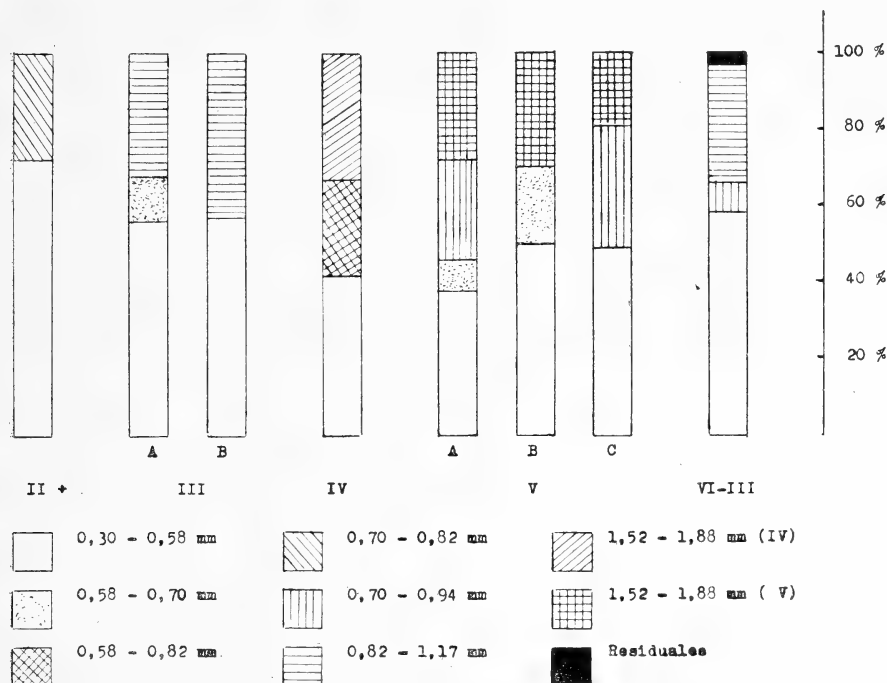 100 %
80 %
60 %
40 %
20 %
A B A B C
II + III IV V VI-III
0,30 - 0,58 mm 0,70 - 0,82 mm 1,52 - 1,88 mm (IV)
0,58 - 0,70 mm 0,70 - 0,94 mm 1,52 - 1,88 mm ( V)
0,58 - 0,82 mm 0,82 - 1,17 mm Residuales